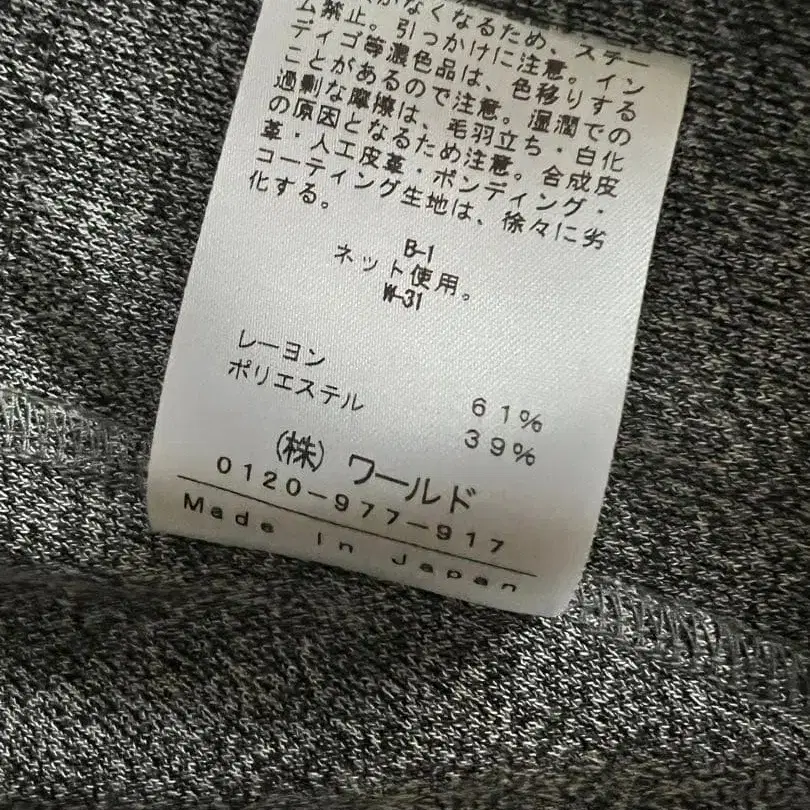 がなくなるため、スチー
ム禁止。引っかけに注意。イン
ディゴ等濃色品は、色移りする
ことがあるので注意。湿潤での
過剰な摩擦は、毛羽立ち・白化
の原因となるため注意。合成皮
革・人工皮革・ボンディング・
コーティング生地は、徐々に劣
化する。
B-1
ネット使用。
W-31
レーヨン 61%
ポリエステル 39%
(株) ワールド
0120-977-917
Made in Japan